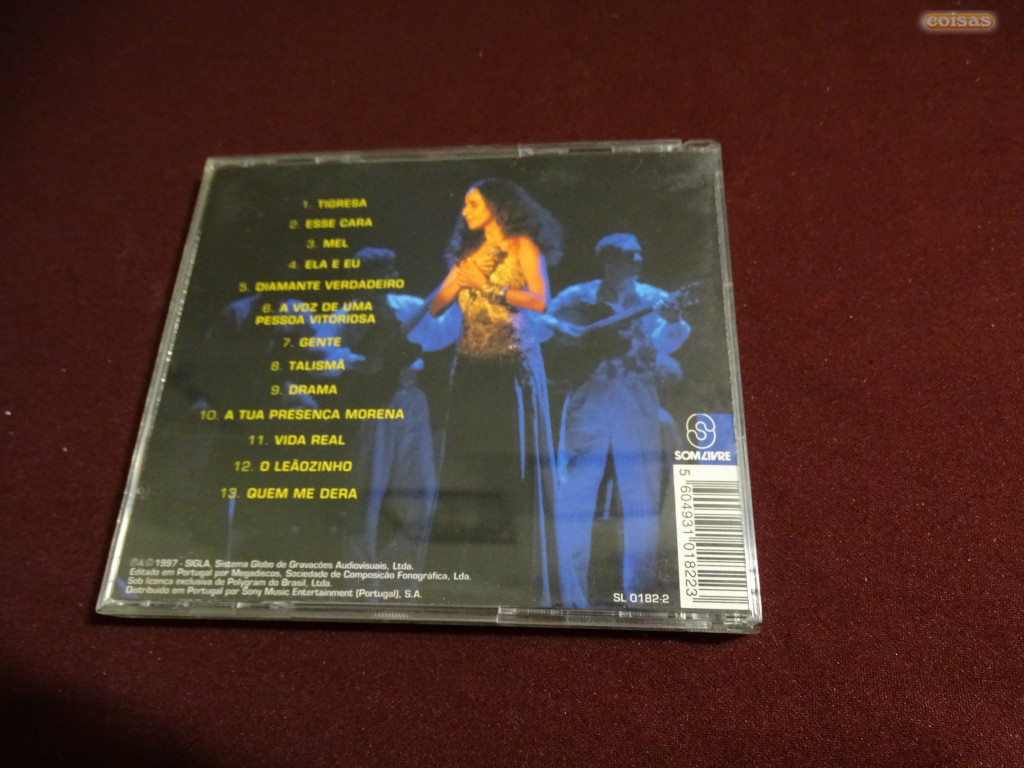 coisas
1. TIGRESA
2. ESSE CARA
3. MEL
4. ELA E EU
5. DIAMANTE VERDADEIRO
6. A VOZ DE UMA
PESSOA VITORIOSA
7. GENTE
8. TALISMÃ
9. DRAMA
10. A TUA PRESENÇA MORENA
11. VIDA REAL
12. O LEÃOZINHO
13. QUEM ME DERA
SOM LIVRE
5 604931 018223
℗&© 1997 - SIGLA. Sistema Globo de Gravacões Audiovisuais, Ltda.
Editado em Portugal por Megadiscos, Sociedade de Composicão Fonográfica, Lda.
Sob licenca exclusiva de Polygram do Brasil, Ltda.
Distribuido em Portugal por Sony Music Entertainment (Portugal), S.A.
SL 0182-2